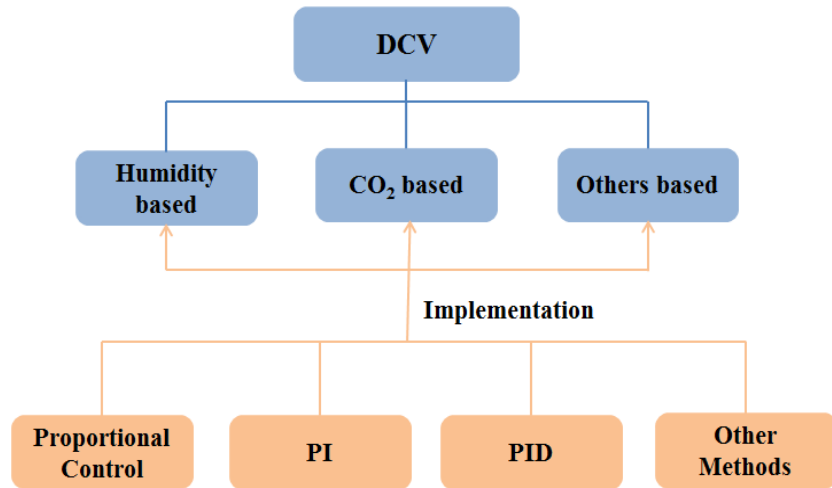 DCV
Humidity
based
CO₂ based
Others based
Implementation
Proportional
Control
PI
PID
Other
Methods